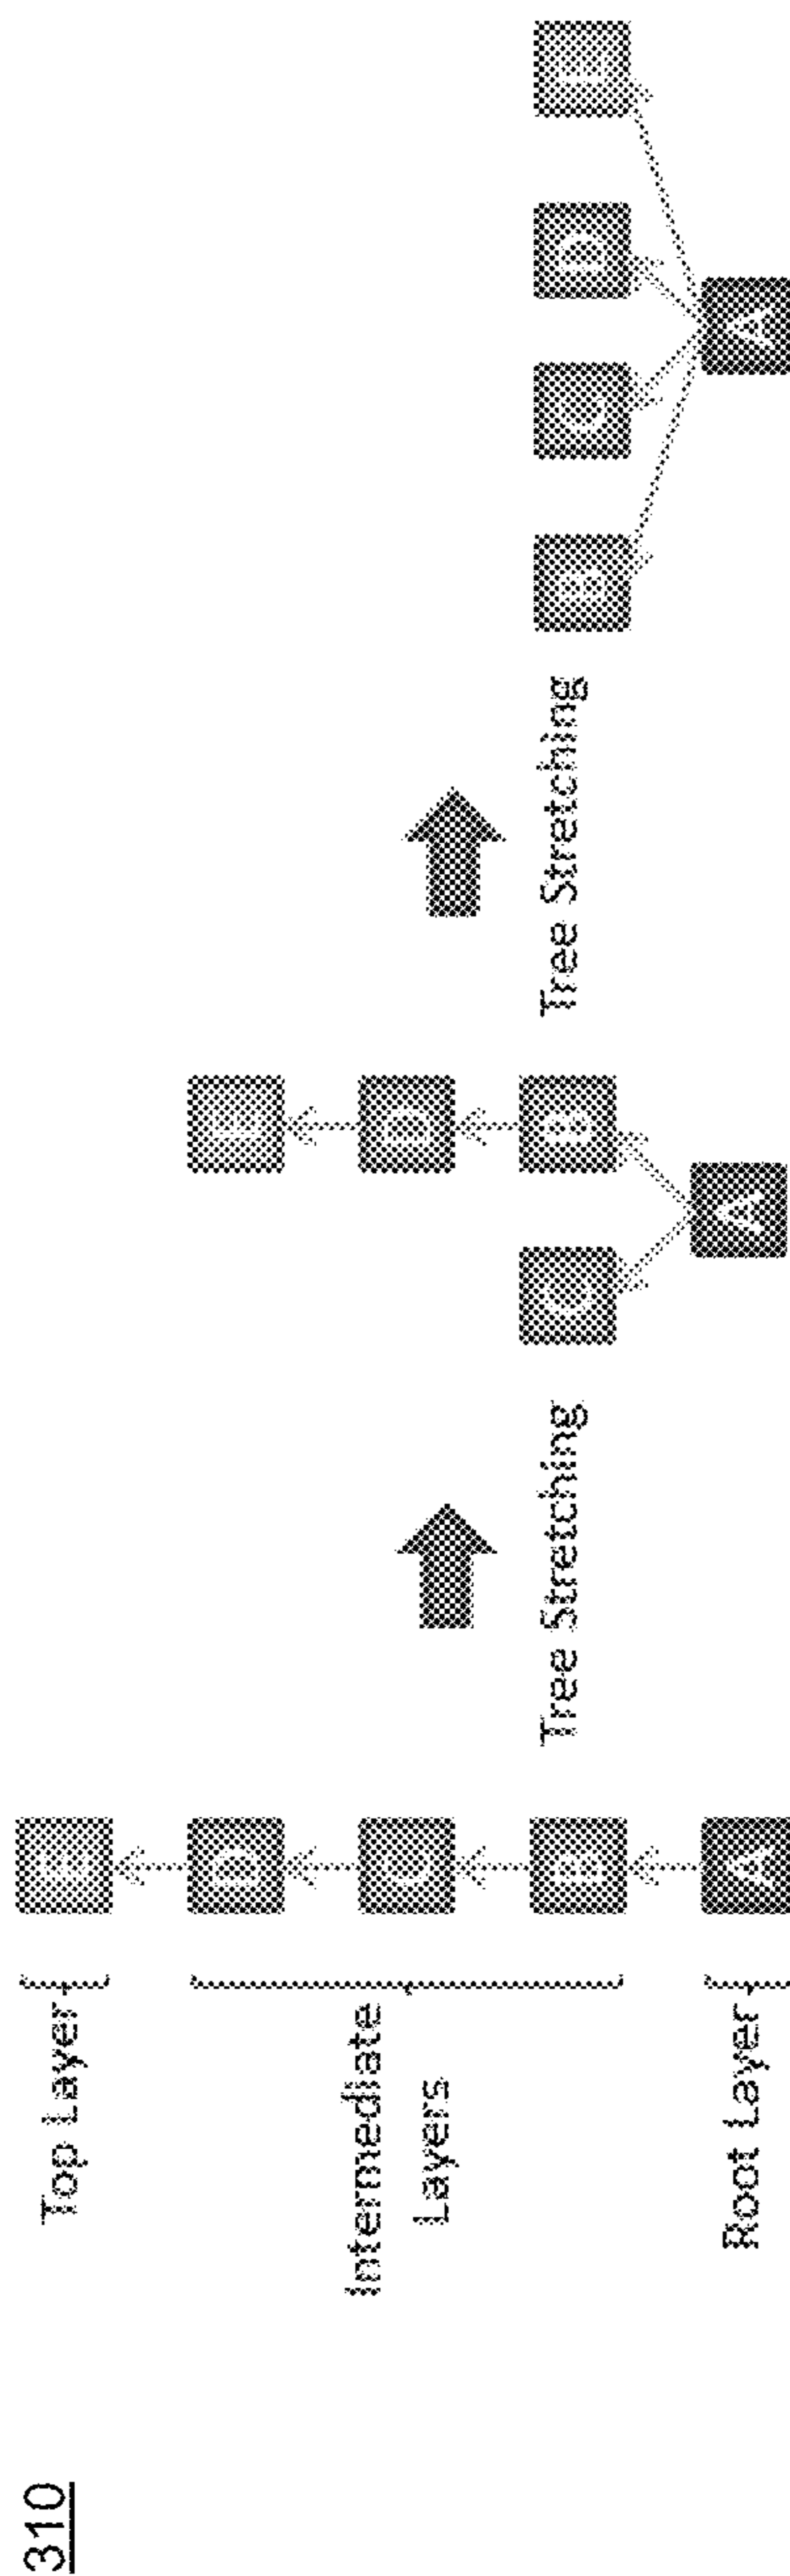 310
Top Layer
Intermediate
Layers
Root Layer
E
D
C
B
A
Tree Stretching
E
D
C B
A
Tree Stretching
B C D E
A